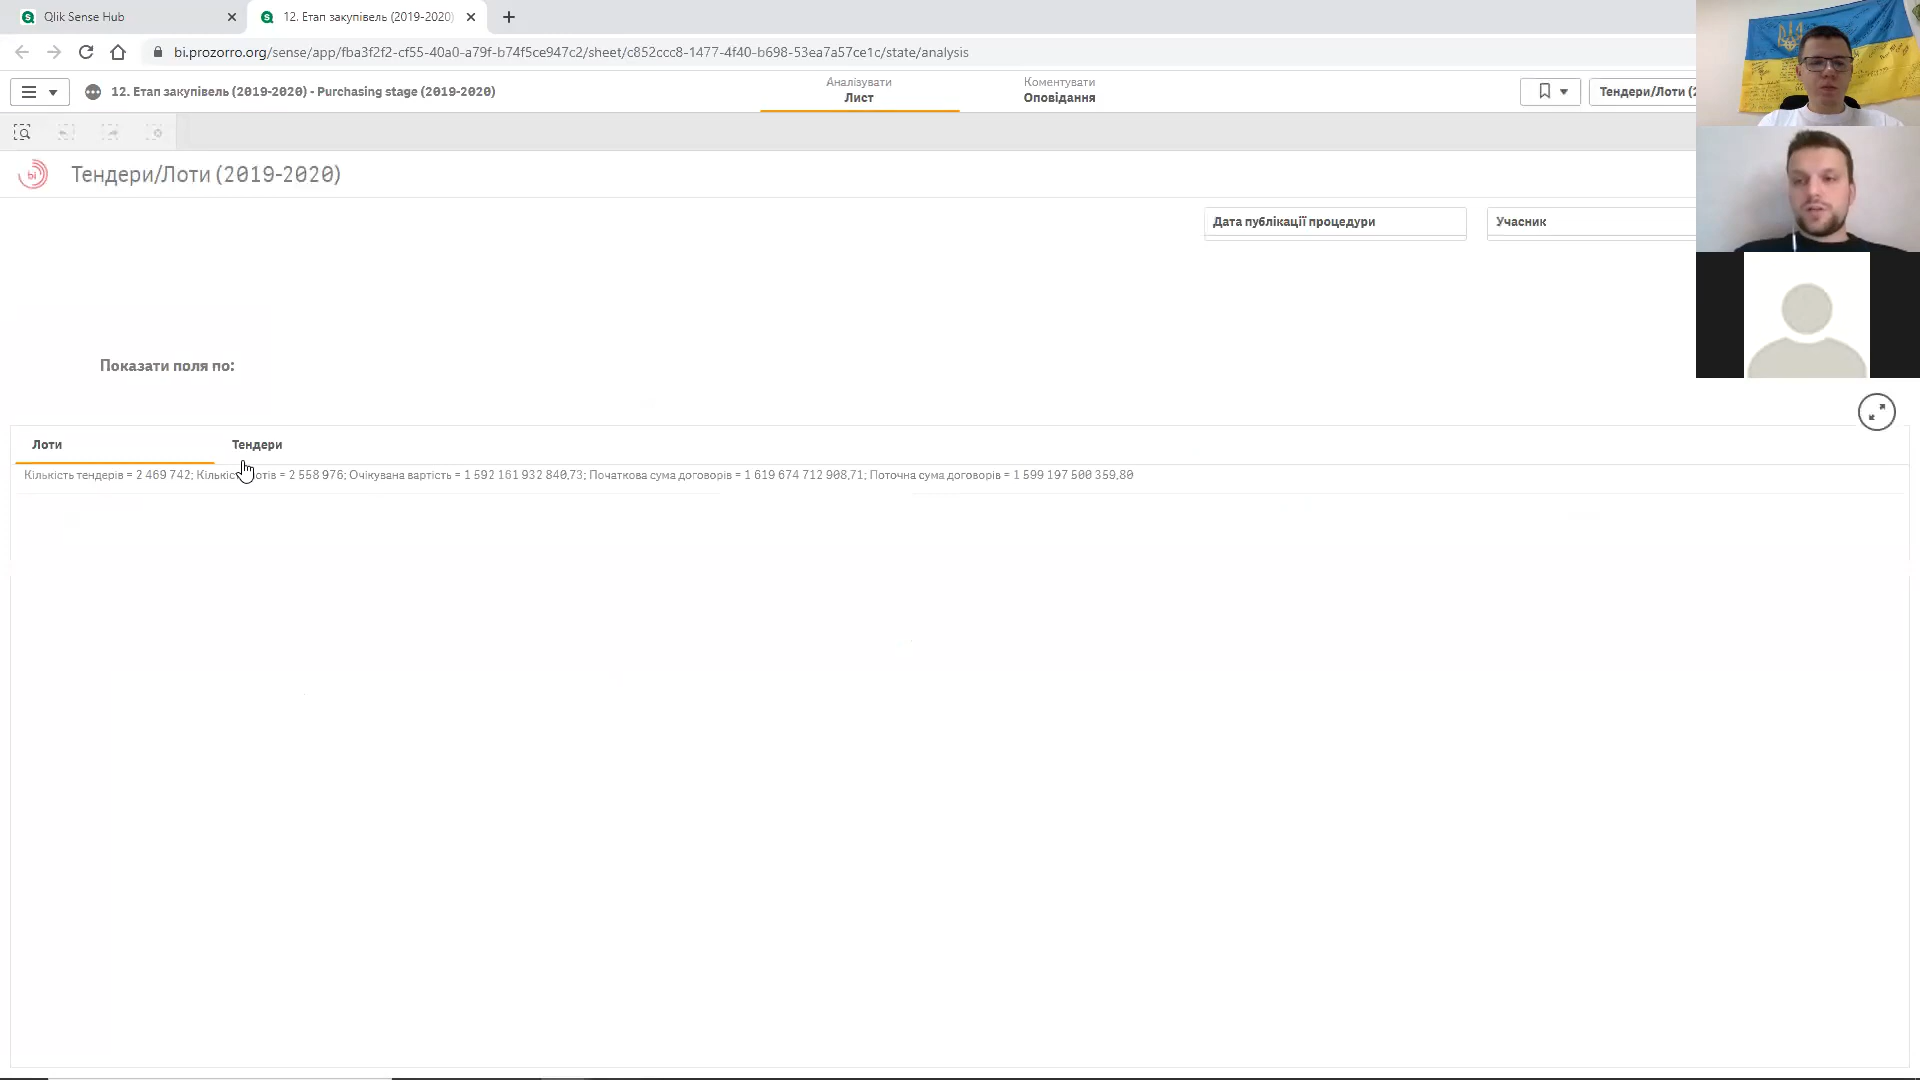 Qlik Sense Hub
12. Етап закупівель (2019-2020)
bi.prozorro.org/sense/app/fba3f2f2-cf55-40a0-a79f-b74f5ce947c2/sheet/c852ccc8-1477-4f40-b698-53ea7a57ce1c/state/analysis
12. Етап закупівель (2019-2020) - Purchasing stage (2019-2020)
Аналізувати
Лист
Коментувати
Оповідання
Тендери/Лоти (2
bi
Тендери/Лоти (2019-2020)
Дата публікації процедури
Учасник
Показати поля по:
Лоти
Тендери
Кількість тендерів = 2 469 742; Кількіс отів = 2 558 976; Очікувана вартість = 1 592 161 932 840,73; Початкова сума договорів = 1 619 674 712 908,71; Поточна сума договорів = 1 599 197 500 359,80